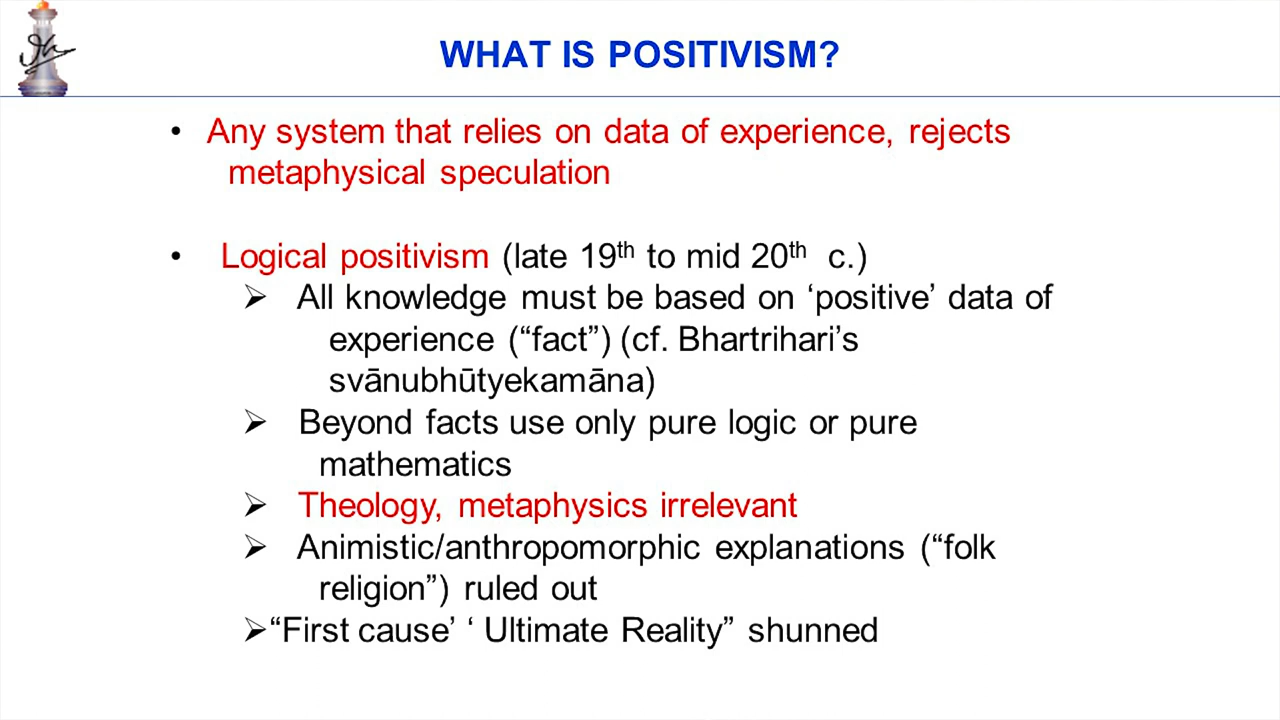 WHAT IS POSITIVISM?
• Any system that relies on data of experience, rejects
metaphysical speculation
• Logical positivism (late 19th to mid 20th c.)
➢ All knowledge must be based on ‘positive’ data of
experience (“fact”) (cf. Bhartrihari’s
svānubhūtyekamāna)
➢ Beyond facts use only pure logic or pure
mathematics
➢ Theology, metaphysics irrelevant
➢ Animistic/anthropomorphic explanations (“folk
religion”) ruled out
➢“First cause’ ‘ Ultimate Reality” shunned